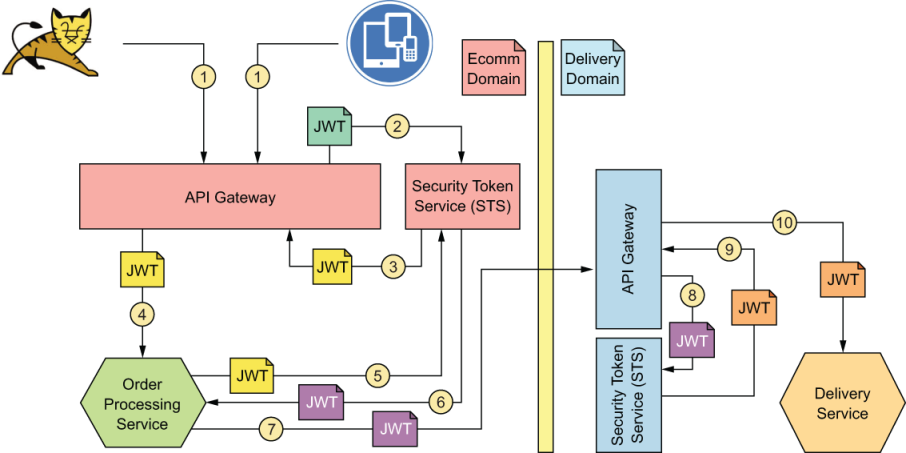 Ecomm
Domain
Delivery
Domain
1
1
JWT
2
API Gateway
Security Token
Service (STS)
API Gateway
10
9
JWT
3
JWT
8
JWT
JWT
4
JWT
Order
Processing
Service
JWT
5
JWT
6
7
JWT
Security Token
Service (STS)
Delivery
Service